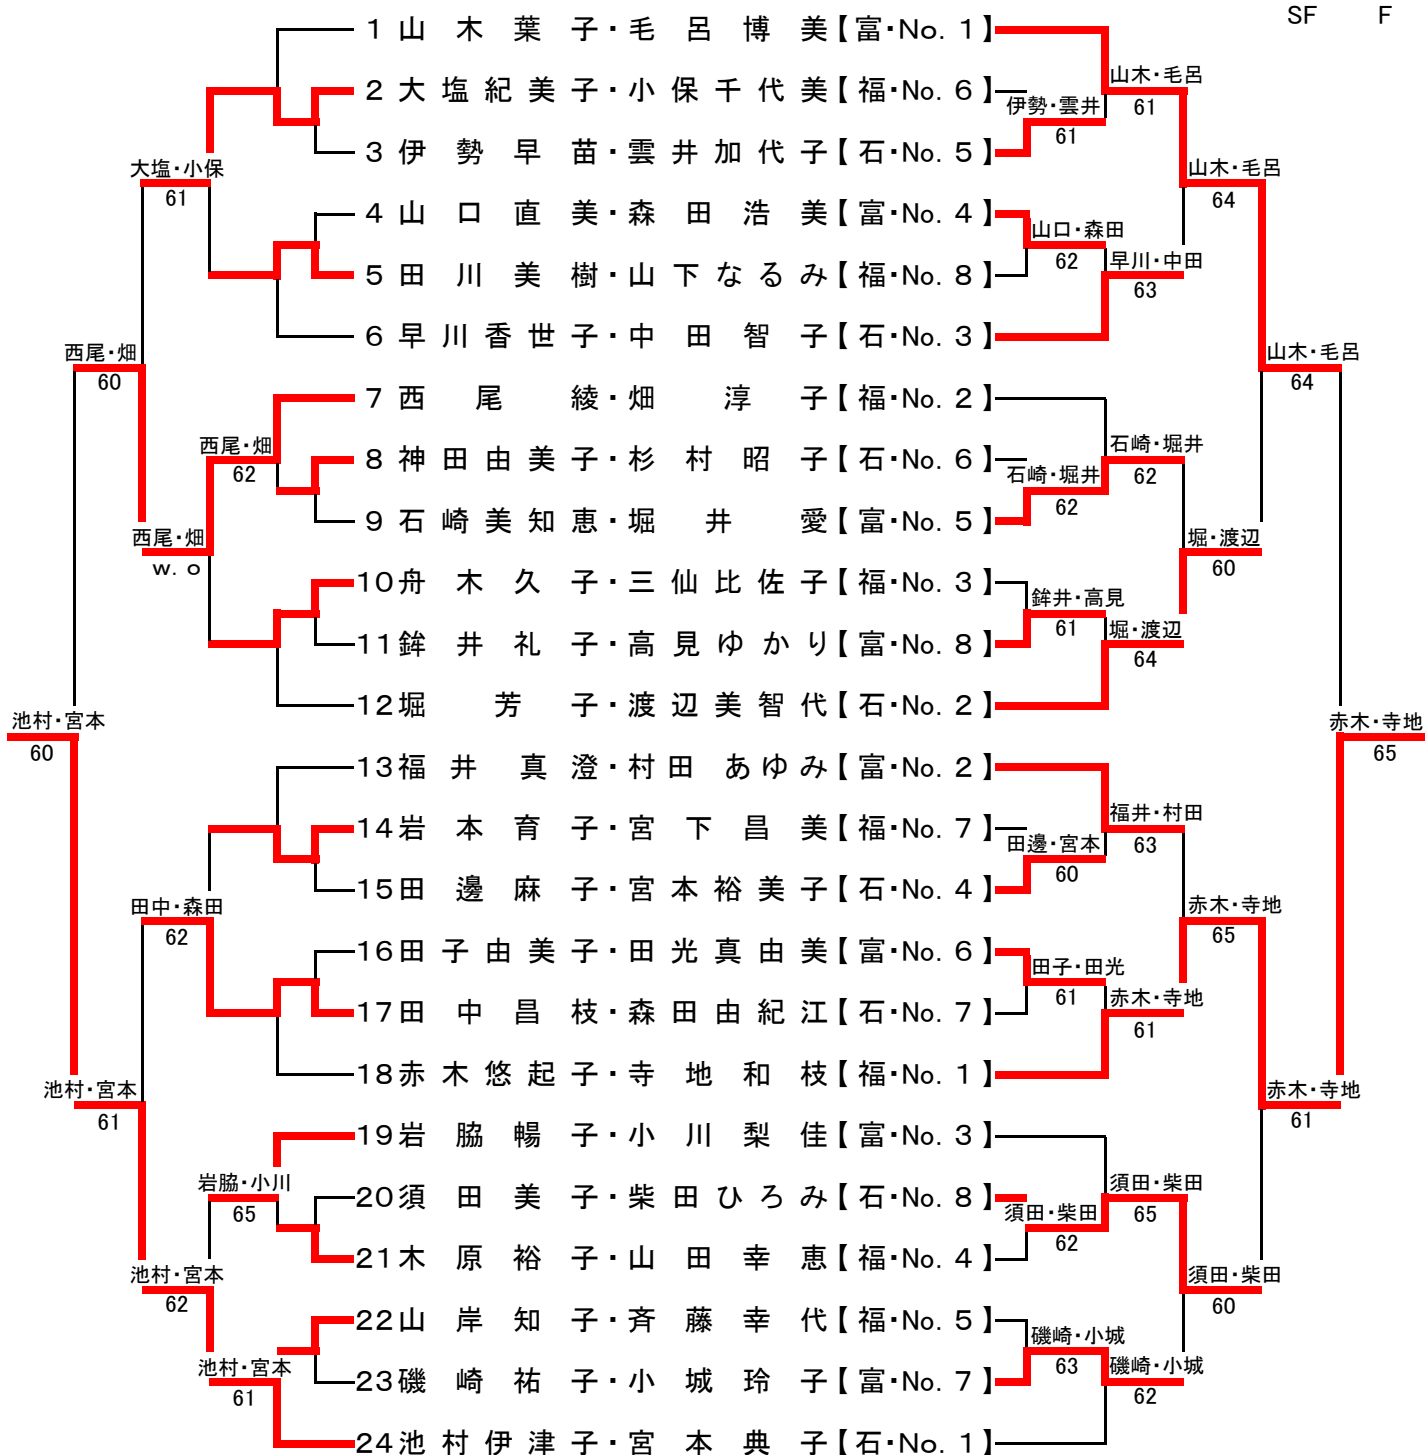 SF F
1 山木葉子・毛呂博美【富・No. 1】
山木・毛呂
2 大塩紀美子・小保千代美【福・No. 6】
伊勢・雲井 61
61
3 伊勢早苗・雲井加代子【石・No. 5】
大塩・小保 山木・毛呂
61 64
4 山口直美・森田浩美【富・No. 4】
山口・森田
62 早川・中田
5 田川美樹・山下なるみ【福・No. 8】
63
6 早川香世子・中田智子【石・No. 3】
西尾・畑 山木・毛呂
60 64
7 西尾綾・畑淳子【福・No. 2】
西尾・畑 石崎・堀井
8 神田由美子・杉村昭子【石・No. 6】
62 石崎・堀井 62
62
9 石崎美知恵・堀井愛【富・No. 5】
西尾・畑 堀・渡辺
w. o 60
10 舟木久子・三仙比佐子【福・No. 3】
鉾井・高見
61 堀・渡辺
11 鉾井礼子・高見ゆかり【富・No. 8】
64
12 堀芳子・渡辺美智代【石・No. 2】
池村・宮本 赤木・寺地
60 65
13 福井真澄・村田あゆみ【富・No. 2】
福井・村田
14 岩本育子・宮下昌美【福・No. 7】
田邊・宮本 63
60
15 田邊麻子・宮本裕美子【石・No. 4】
田中・森田 赤木・寺地
62 65
16 田子由美子・田光真由美【富・No. 6】
田子・田光
61 赤木・寺地
17 田中昌枝・森田由紀江【石・No. 7】
61
18 赤木悠起子・寺地和枝【福・No. 1】
池村・宮本 赤木・寺地
61 61
19 岩脇暢子・小川梨佳【富・No. 3】
岩脇・小川 須田・柴田
20 須田美子・柴田ひろみ【石・No. 8】
65 須田・柴田 65
62
21 木原裕子・山田幸恵【福・No. 4】
池村・宮本 須田・柴田
62 60
22 山岸知子・斉藤幸代【福・No. 5】
磯崎・小城
池村・宮本 63 磯崎・小城
23 磯崎祐子・小城玲子【富・No. 7】
61 62
24 池村伊津子・宮本典子【石・No. 1】